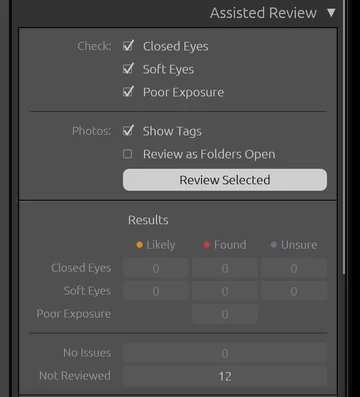 Assisted Review ▼
Check: Closed Eyes
Soft Eyes
Poor Exposure
Photos: Show Tags
Review as Folders Open
Review Selected
Results
Likely Found Unsure
Closed Eyes 0 0 0
Soft Eyes 0 0 0
Poor Exposure 0
No Issues 0
Not Reviewed 12